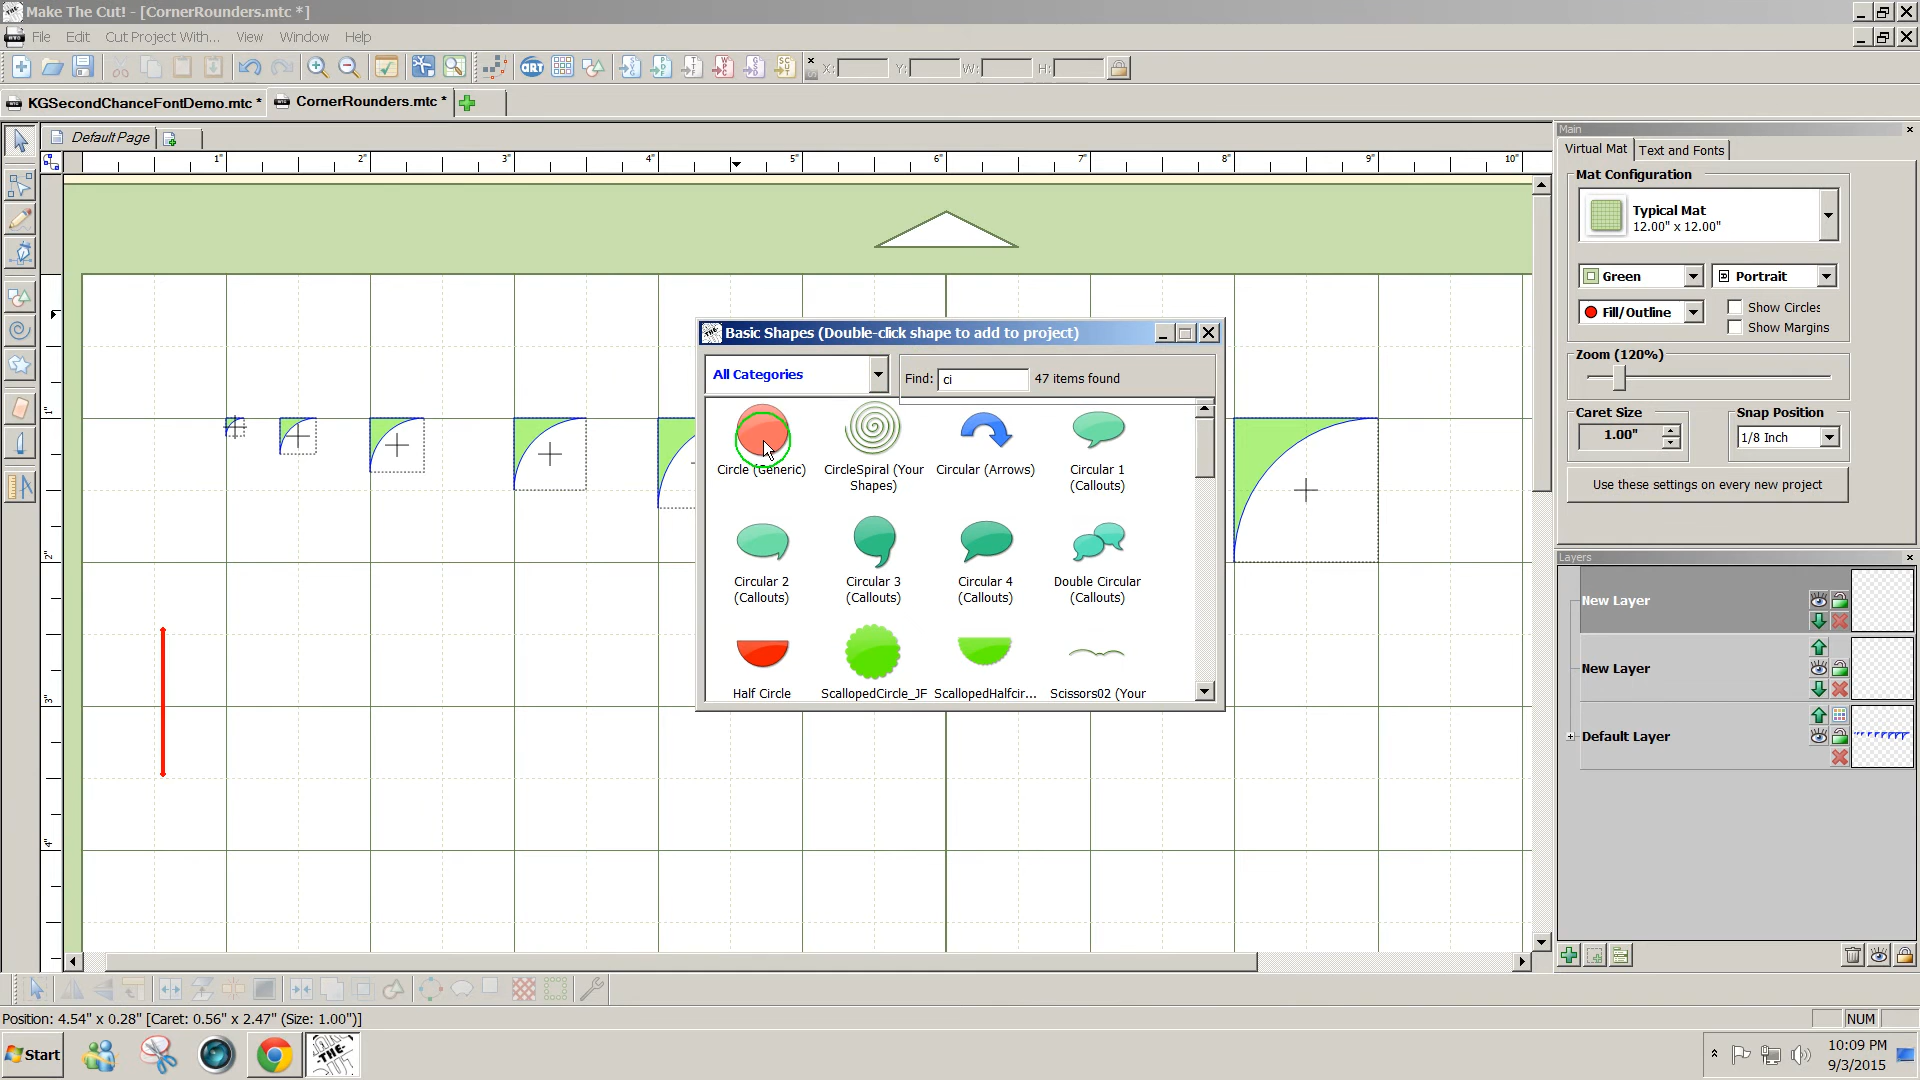 Make The Cut! - [CornerRounders.mtc *]
File Edit Cut Project With... View Window Help
X: Y: W: H:
KGSecondChanceFontDemo.mtc * CornerRounders.mtc *
Default Page
1" 2" 3" 4" 5" 6" 7" 8" 9" 10"
1"
2"
3"
4"
Basic Shapes (Double-click shape to add to project)
All Categories Find: ci 47 items found
Circle (Generic) CircleSpiral (Your Shapes) Circular (Arrows) Circular 1 (Callouts)
Circular 2 (Callouts) Circular 3 (Callouts) Circular 4 (Callouts) Double Circular (Callouts)
Half Circle ScallopedCircle_JF ScallopedHalfcir... Scissors02 (Your
Main
Virtual Mat Text and Fonts
Mat Configuration
Typical Mat
12.00" x 12.00"
Green Portrait
Fill/Outline Show Circles
Show Margins
Zoom (120%)
Caret Size Snap Position
1.00" 1/8 Inch
Use these settings on every new project
Layers
New Layer
New Layer
Default Layer
Position: 4.54" x 0.28" [Caret: 0.56" x 2.47" (Size: 1.00")]
NUM
Start
10:09 PM
9/3/2015